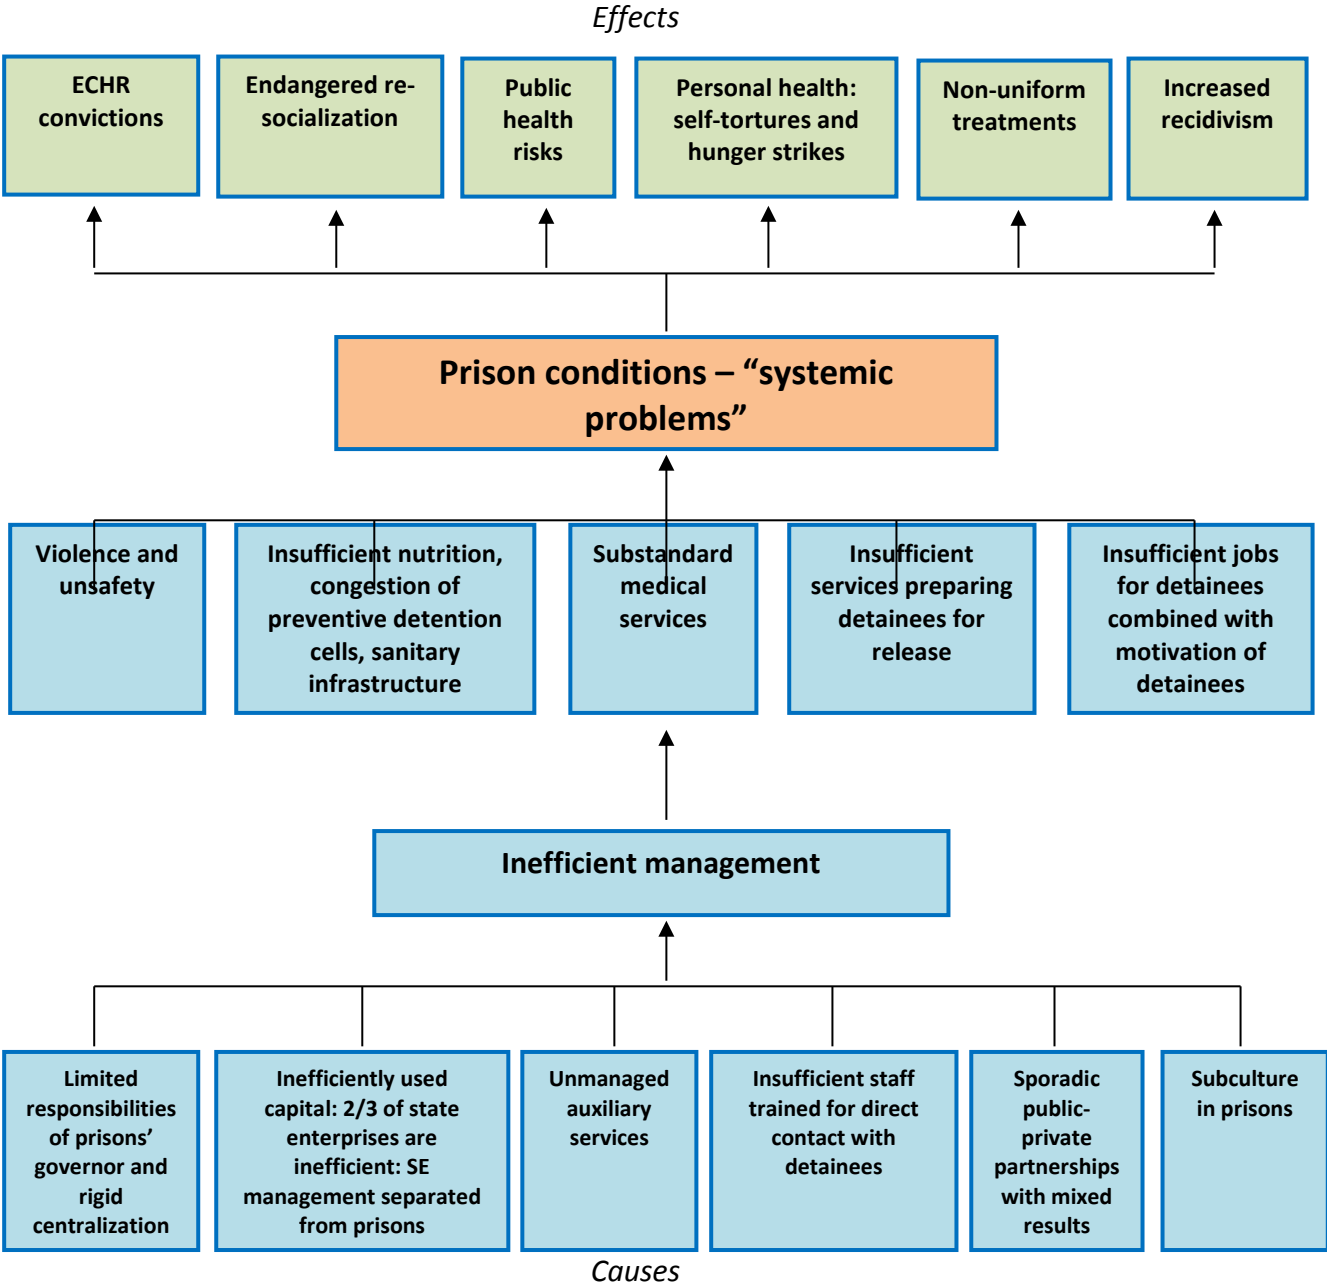 Effects
ECHR
convictions
Endangered re-
socialization
Public
health
risks
Personal health:
self-tortures and
hunger strikes
Non-uniform
treatments
Increased
recidivism
Prison conditions – “systemic
problems”
Violence and
unsafety
Insufficient nutrition,
congestion of
preventive detention
cells, sanitary
infrastructure
Substandard
medical
services
Insufficient
services preparing
detainees for
release
Insufficient jobs
for detainees
combined with
motivation of
detainees
Inefficient management
Limited
responsibilities
of prisons’
governor and
rigid
centralization
Inefficiently used
capital: 2/3 of state
enterprises are
inefficient: SE
management separated
from prisons
Unmanaged
auxiliary
services
Insufficient staff
trained for direct
contact with
detainees
Sporadic
public-
private
partnerships
with mixed
results
Subculture
in prisons
Causes